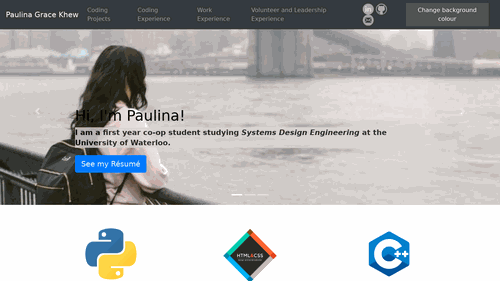 Paulina Grace Khew
Coding Projects
Coding Experience
Work Experience
Volunteer and Leadership Experience
Change background colour
Hi, I'm Paulina!
I am a first year co-op student studying Systems Design Engineering at the
University of Waterloo.
See my Résumé
HTML&CSS
C++